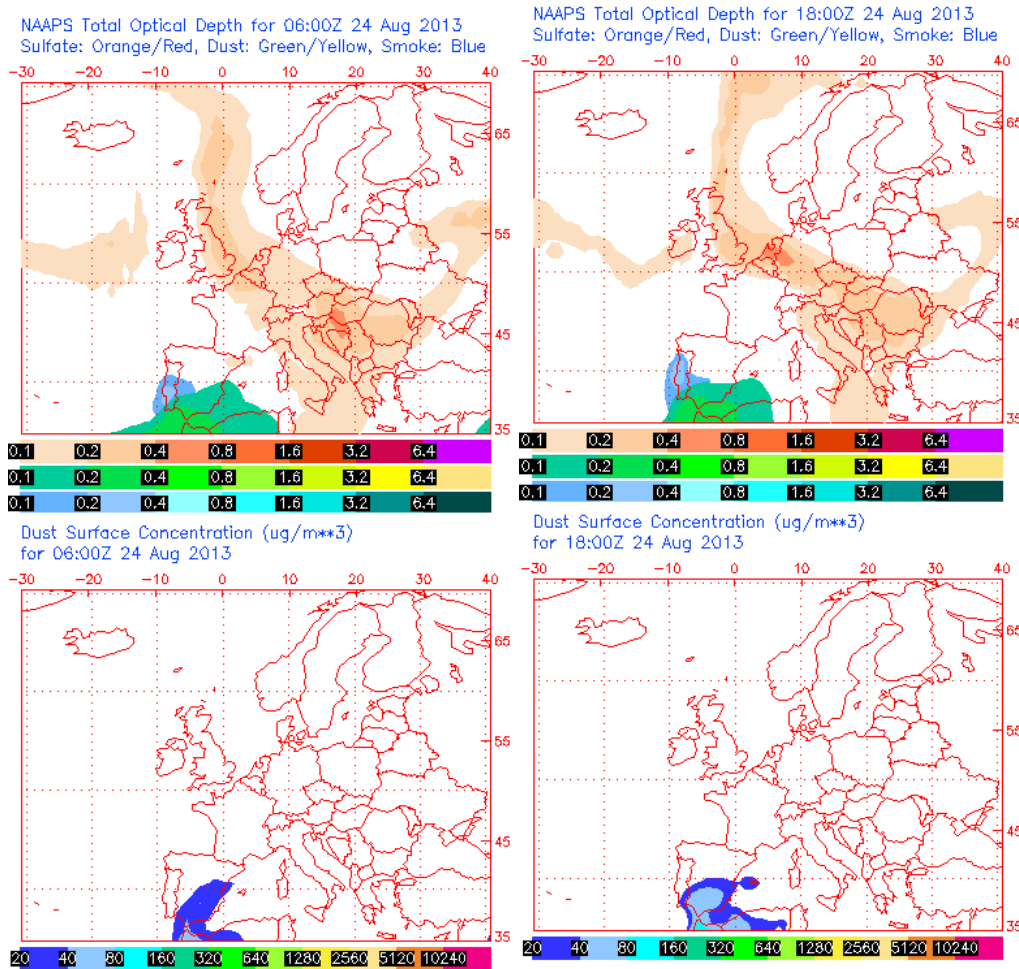 NAAPS Total Optical Depth for 06:00Z 24 Aug 2013
Sulfate: Orange/Red, Dust: Green/Yellow, Smoke: Blue
-30 -20 -10 0 10 20 30 40
65
55
45
35
0.1 0.2 0.4 0.8 1.6 3.2 6.4
0.1 0.2 0.4 0.8 1.6 3.2 6.4
0.1 0.2 0.4 0.8 1.6 3.2 6.4
NAAPS Total Optical Depth for 18:00Z 24 Aug 2013
Sulfate: Orange/Red, Dust: Green/Yellow, Smoke: Blue
-30 -20 -10 0 10 20 30 40
65
55
45
35
0.1 0.2 0.4 0.8 1.6 3.2 6.4
0.1 0.2 0.4 0.8 1.6 3.2 6.4
0.1 0.2 0.4 0.8 1.6 3.2 6.4
Dust Surface Concentration (ug/m**3)
for 06:00Z 24 Aug 2013
-30 -20 -10 0 10 20 30 40
65
55
45
35
20 40 80 160 320 640 1280 2560 5120 10240
Dust Surface Concentration (ug/m**3)
for 18:00Z 24 Aug 2013
-30 -20 -10 0 10 20 30 40
65
55
45
35
20 40 80 160 320 640 1280 2560 5120 10240